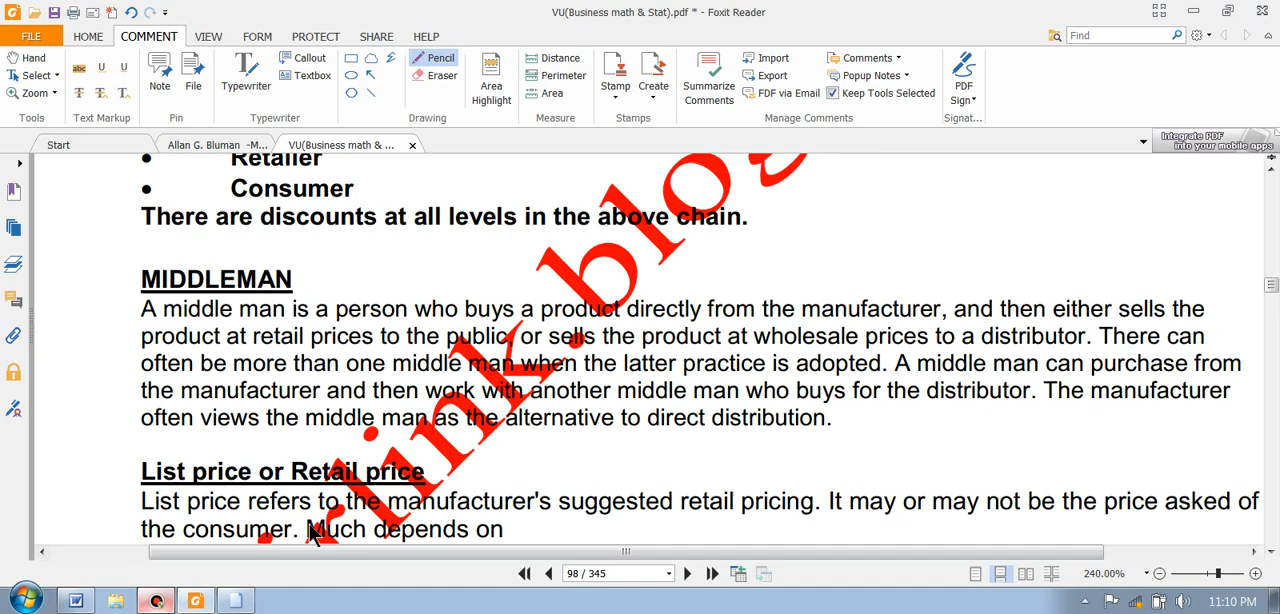 VU(Business math & Stat).pdf * - Foxit Reader
FILE HOME COMMENT VIEW FORM PROTECT SHARE HELP
Find
Hand
Select
Zoom
Tools
Text Markup
Note
File
Pin
Typewriter
Callout
Textbox
Typewriter
Pencil
Eraser
Area Highlight
Drawing
Distance
Perimeter
Area
Measure
Stamp
Create
Stamps
Summarize Comments
Import
Export
FDF via Email
Comments
Popup Notes
Keep Tools Selected
Manage Comments
PDF Sign
Signat...
Start
Allan G. Bluman -M...
VU(Business math & ...
Integrate PDF
into your mobile apps
• Retailer
• Consumer
There are discounts at all levels in the above chain.
MIDDLEMAN
A middle man is a person who buys a product directly from the manufacturer, and then either sells the
product at retail prices to the public, or sells the product at wholesale prices to a distributor. There can
often be more than one middle man when the latter practice is adopted. A middle man can purchase from
the manufacturer and then work with another middle man who buys for the distributor. The manufacturer
often views the middle man as the alternative to direct distribution.
List price or Retail price
List price refers to the manufacturer's suggested retail pricing. It may or may not be the price asked of
the consumer. Much depends on
rlink.blog
98 / 345
240.00%
11:10 PM